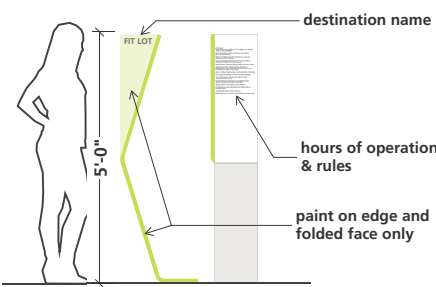 destination name
FIT LOT
5'-0"
hours of operation
& rules
paint on edge and
folded face only